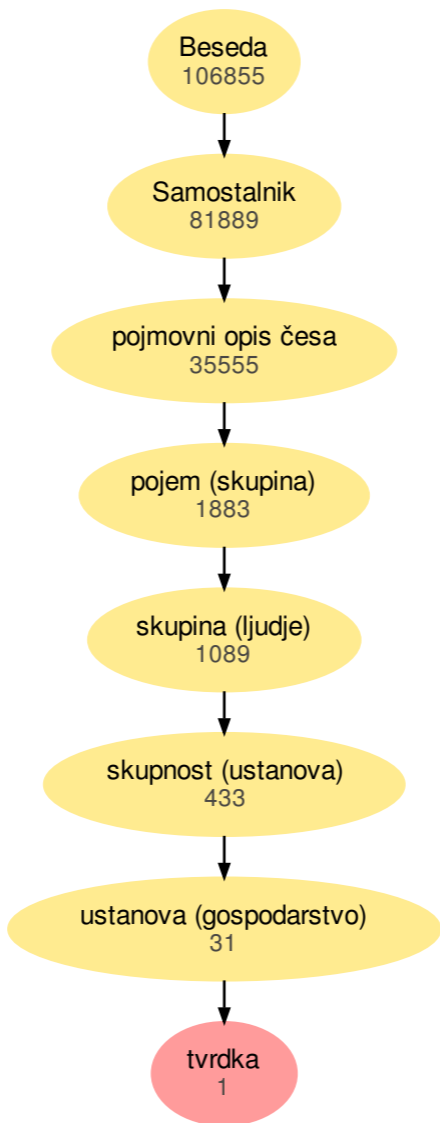 Beseda
106855
Samostalnik
81889
pojmovni opis česa
35555
pojem (skupina)
1883
skupina (ljudje)
1089
skupnost (ustanova)
433
ustanova (gospodarstvo)
31
tvrdka
1